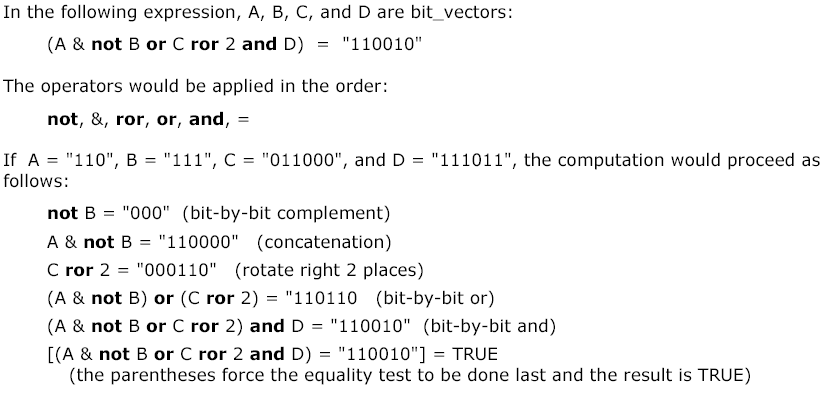 In the following expression, A, B, C, and D are bit_vectors:
(A & not B or C ror 2 and D) = "110010"
The operators would be applied in the order:
not, &, ror, or, and, =
If A = "110", B = "111", C = "011000", and D = "111011", the computation would proceed as
follows:
not B = "000" (bit-by-bit complement)
A & not B = "110000" (concatenation)
C ror 2 = "000110" (rotate right 2 places)
(A & not B) or (C ror 2) = "110110 (bit-by-bit or)
(A & not B or C ror 2) and D = "110010" (bit-by-bit and)
[(A & not B or C ror 2 and D) = "110010"] = TRUE
(the parentheses force the equality test to be done last and the result is TRUE)